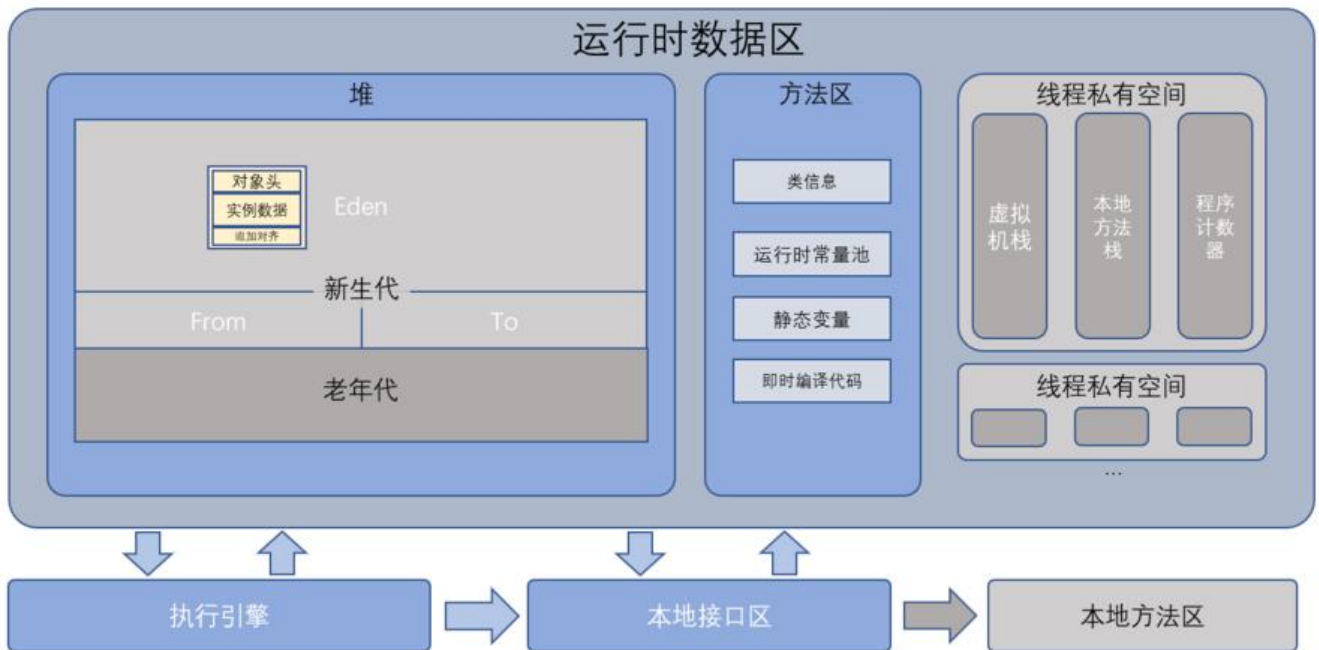 运行时数据区
堆
对象头
实例数据
追加对齐
Eden
新生代
From
To
老年代
方法区
类信息
运行时常量池
静态变量
即时编译代码
线程私有空间
虚拟
机栈
本地
方法
栈
程序
计数
器
线程私有空间
...
执行引擎
本地接口区
本地方法区